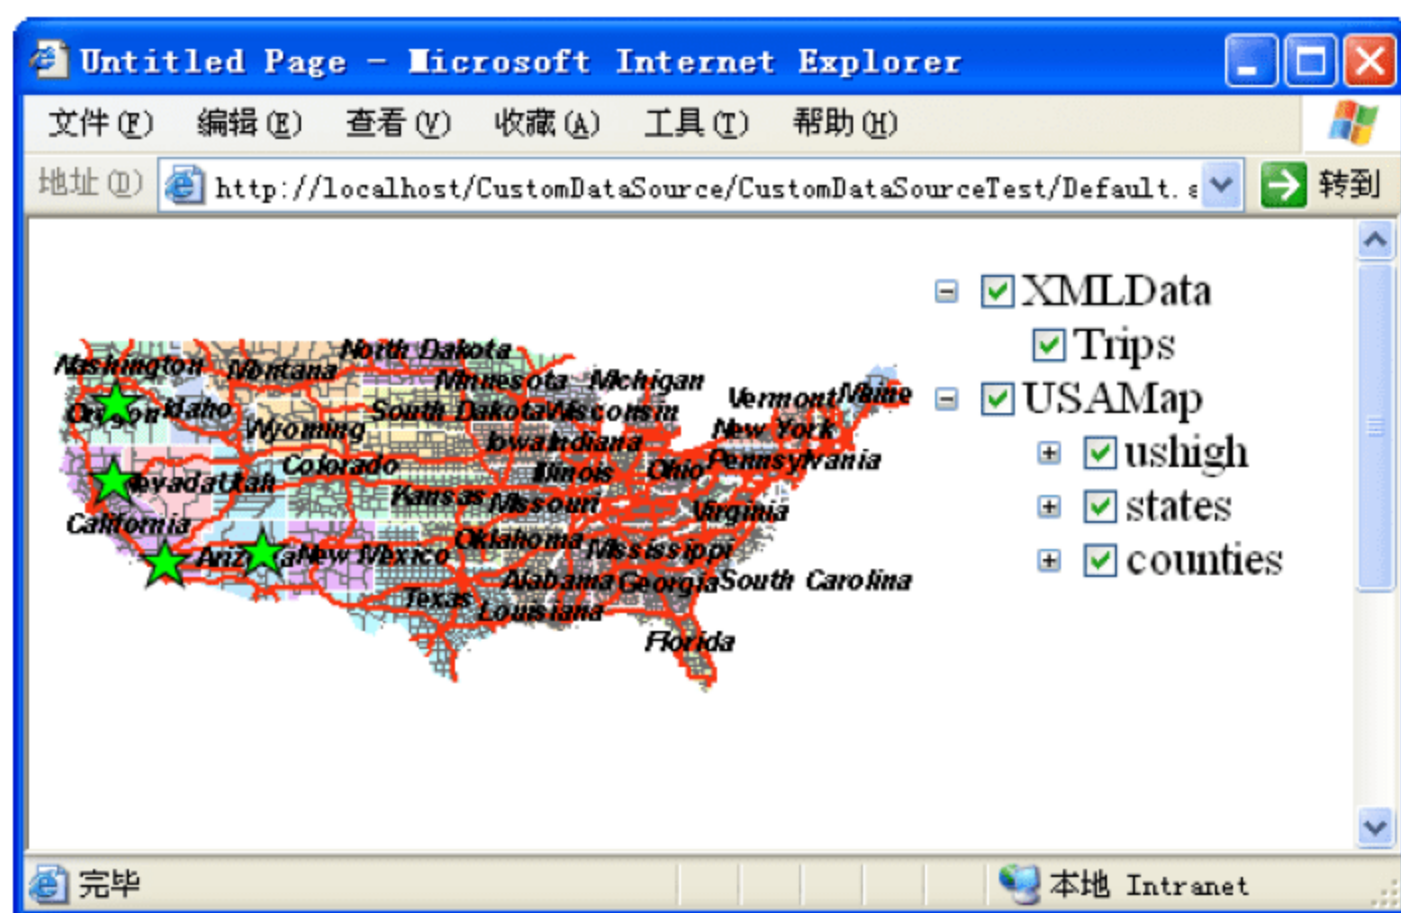 Untitled Page - Microsoft Internet Explorer
文件(F) 编辑(E) 查看(V) 收藏(A) 工具(T) 帮助(H)
地址(D) http://localhost/CustomDataSource/CustomDataSourceTest/Default.a 转到
XMLData
Trips
USAMap
ushigh
states
counties
North Dakota
Washington Montana
Minnesota Michigan
Vermont Maine
Oregon Idaho South Dakota Wisconsin
Wyoming New York
Iowa Indiana
Colorado Illinois Ohio Pennsylvania
Nevada Utah Kansas Missouri
Virginia
California
Oklahoma Mississippi
Arizona New Mexico
Alabama Georgia South Carolina
Texas Louisiana
Florida
完毕 本地 Intranet